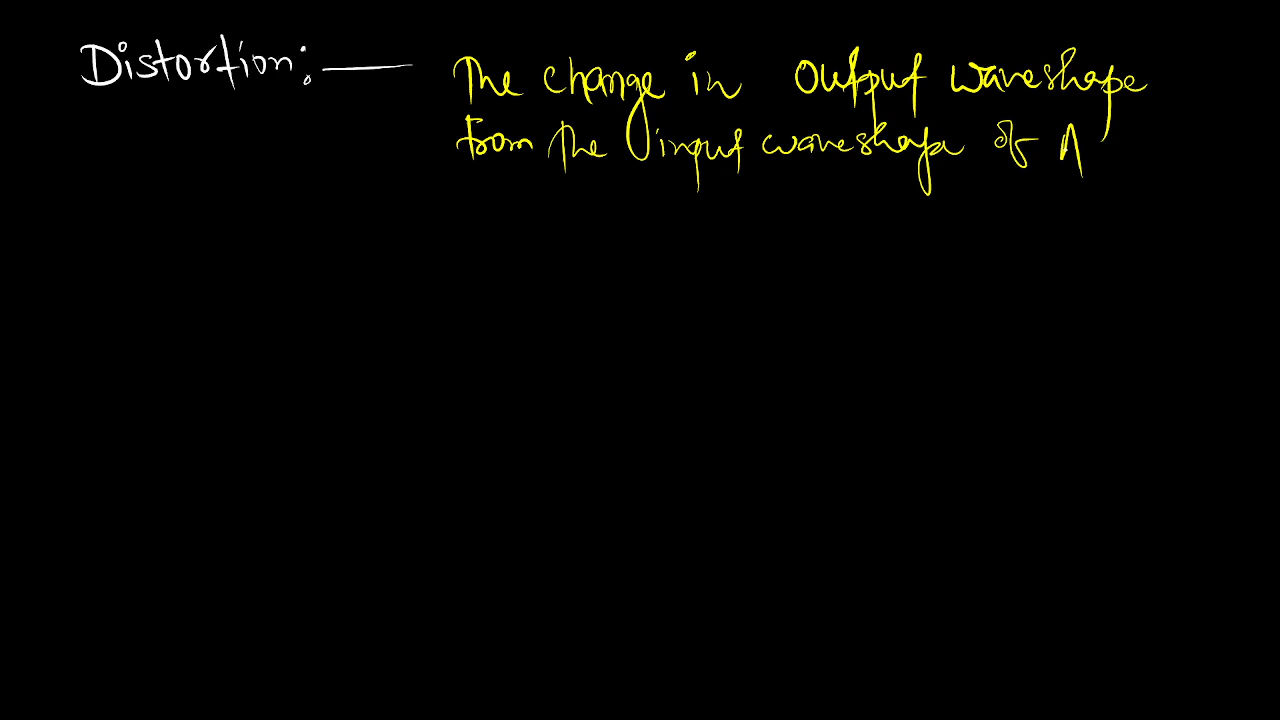 Distortion:— The change in output waveshape
from the input waveshape of A